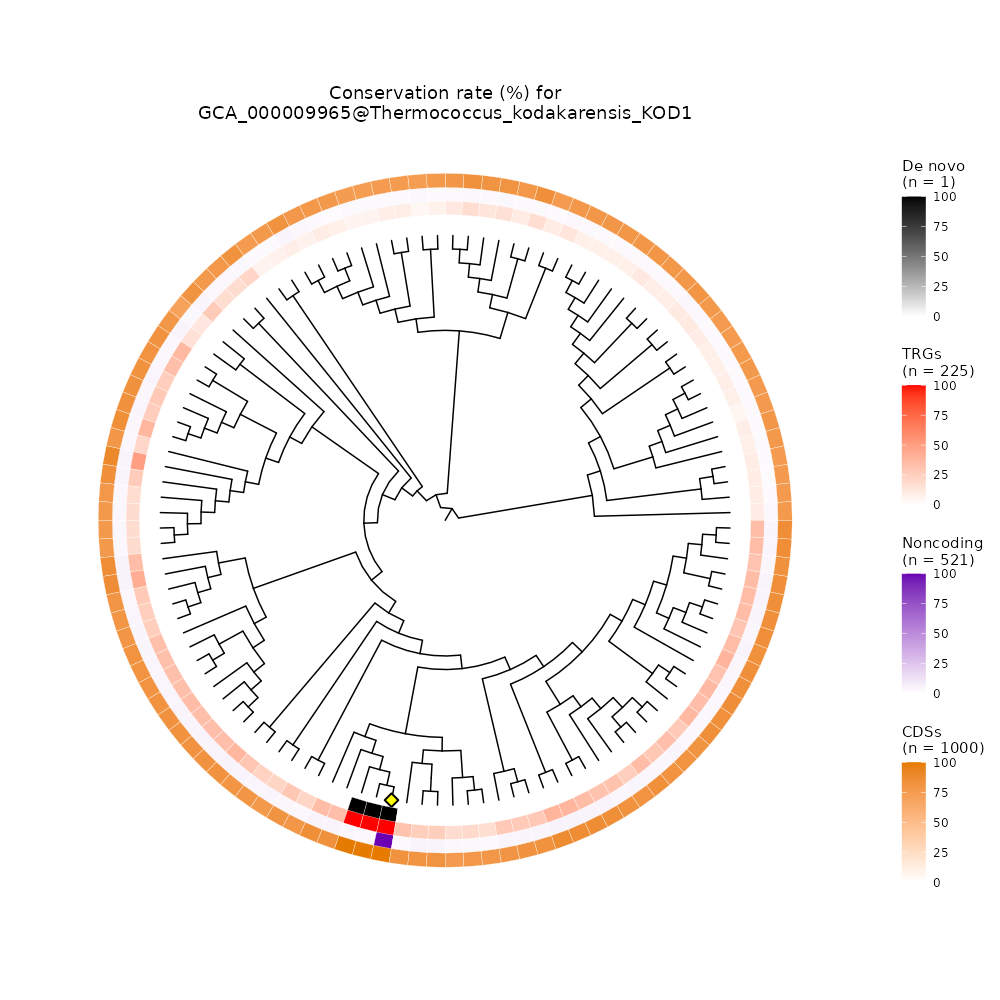 Conservation rate (%) for
GCA_000009965@Thermococcus_kodakarensis_KOD1
De novo
(n = 1)
100
75
50
25
0
TRGs
(n = 225)
100
75
50
25
0
Noncoding
(n = 521)
100
75
50
25
0
CDSs
(n = 1000)
100
75
50
25
0